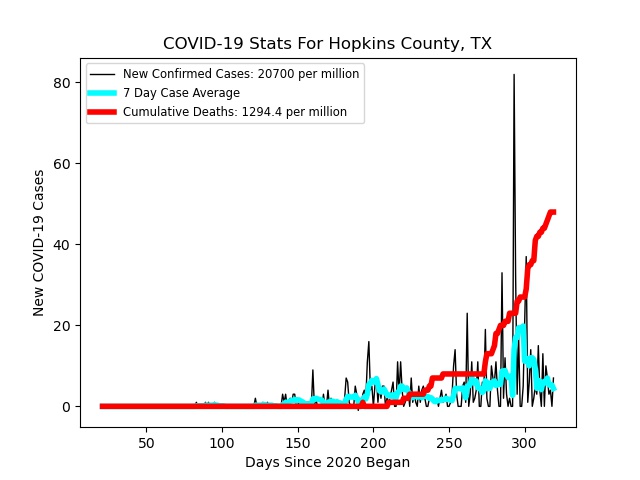 COVID-19 Stats For Hopkins County, TX
New Confirmed Cases: 20700 per million
7 Day Case Average
Cumulative Deaths: 1294.4 per million
New COVID-19 Cases
80
60
40
20
0
50 100 150 200 250 300
Days Since 2020 Began